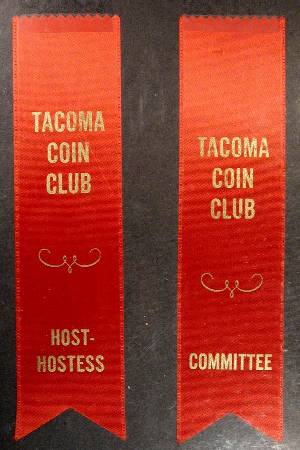 TACOMA
COIN
CLUB
HOST-
HOSTESS
TACOMA
COIN
CLUB
COMMITTEE